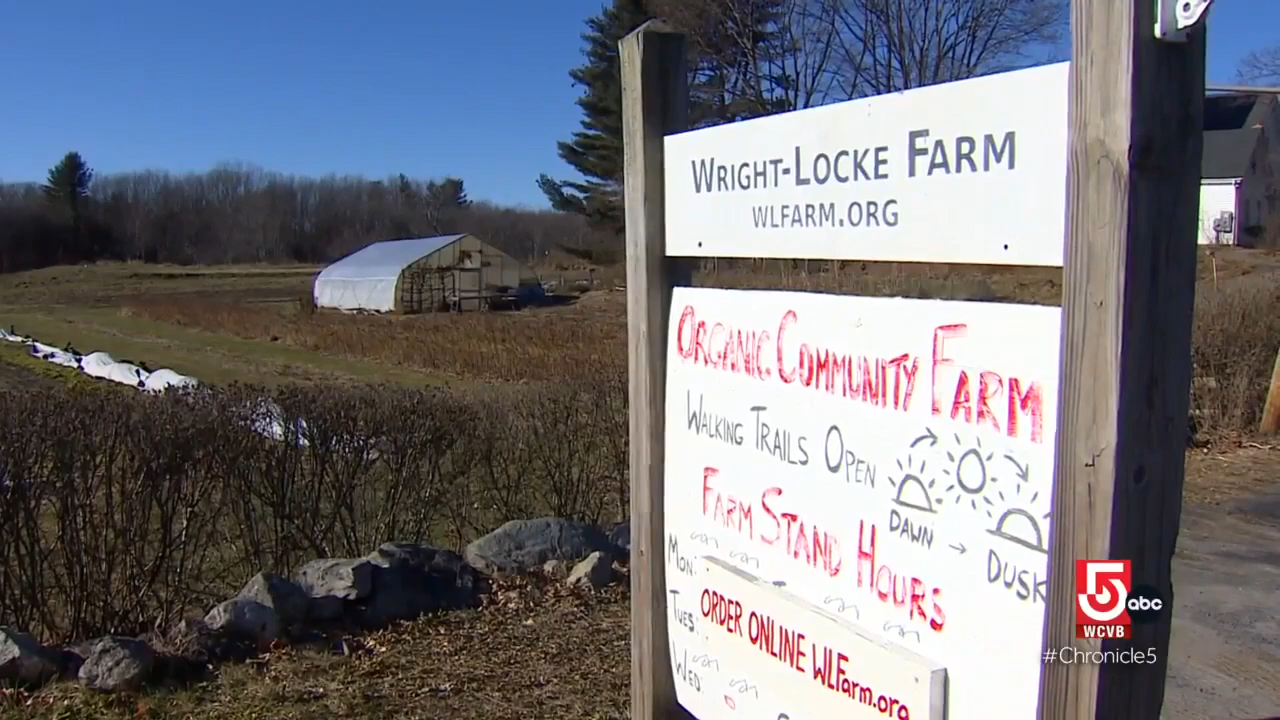 WRIGHT-LOCKE FARM
WLFARM.ORG
ORGANIC COMMUNITY FARM
WALKING TRAILS OPEN
DAWN → DUSK
FARM STAND HOURS
MON:
TUES:
WED:
ORDER ONLINE WLFarm.org
5 abc
WCVB
#Chronicle5